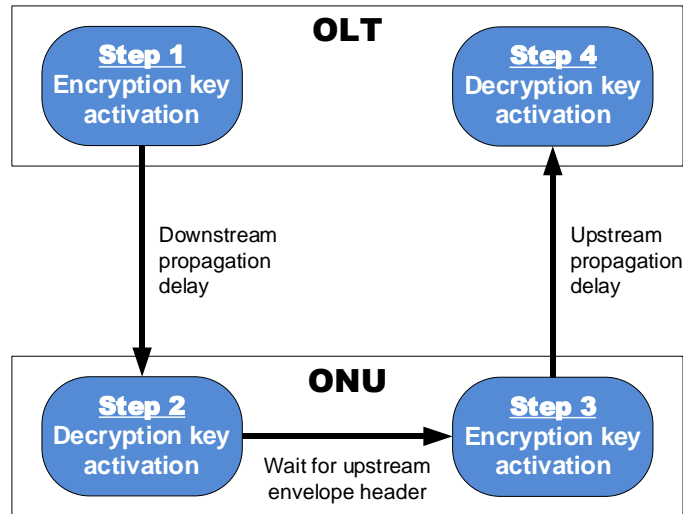 OLT
Step 1
Encryption key
activation
Step 4
Decryption key
activation
Downstream
propagation
delay
Upstream
propagation
delay
ONU
Step 2
Decryption key
activation
Wait for upstream
envelope header
Step 3
Encryption key
activation